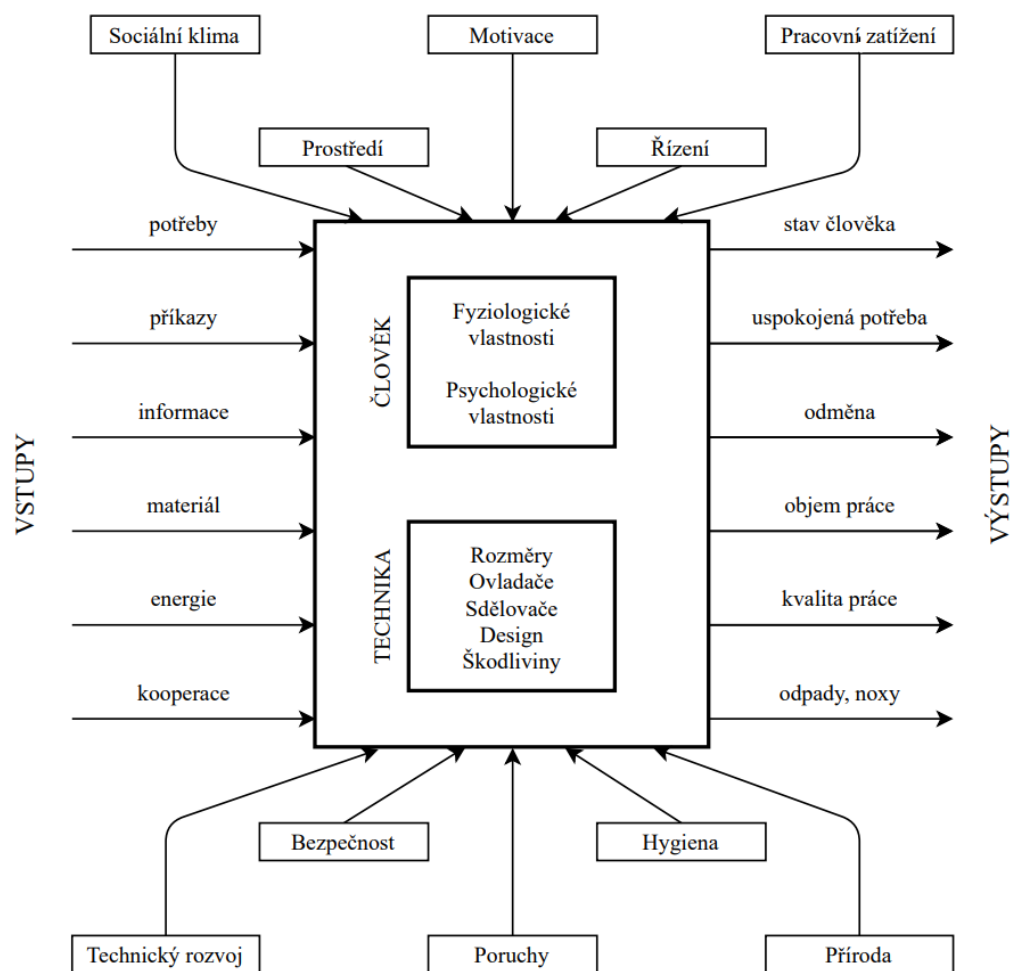 Sociální klima
Motivace
Pracovní zatížení
Prostředí
Řízení
potřeby
stav člověka
příkazy
uspokojená potřeba
informace
odměna
materiál
objem práce
energie
kvalita práce
kooperace
odpady, noxy
VSTUPY
VÝSTUPY
ČLOVĚK
Fyziologické
vlastnosti
Psychologické
vlastnosti
TECHNIKA
Rozměry
Ovladače
Sdělovače
Design
Škodliviny
Bezpečnost
Hygiena
Technický rozvoj
Poruchy
Příroda